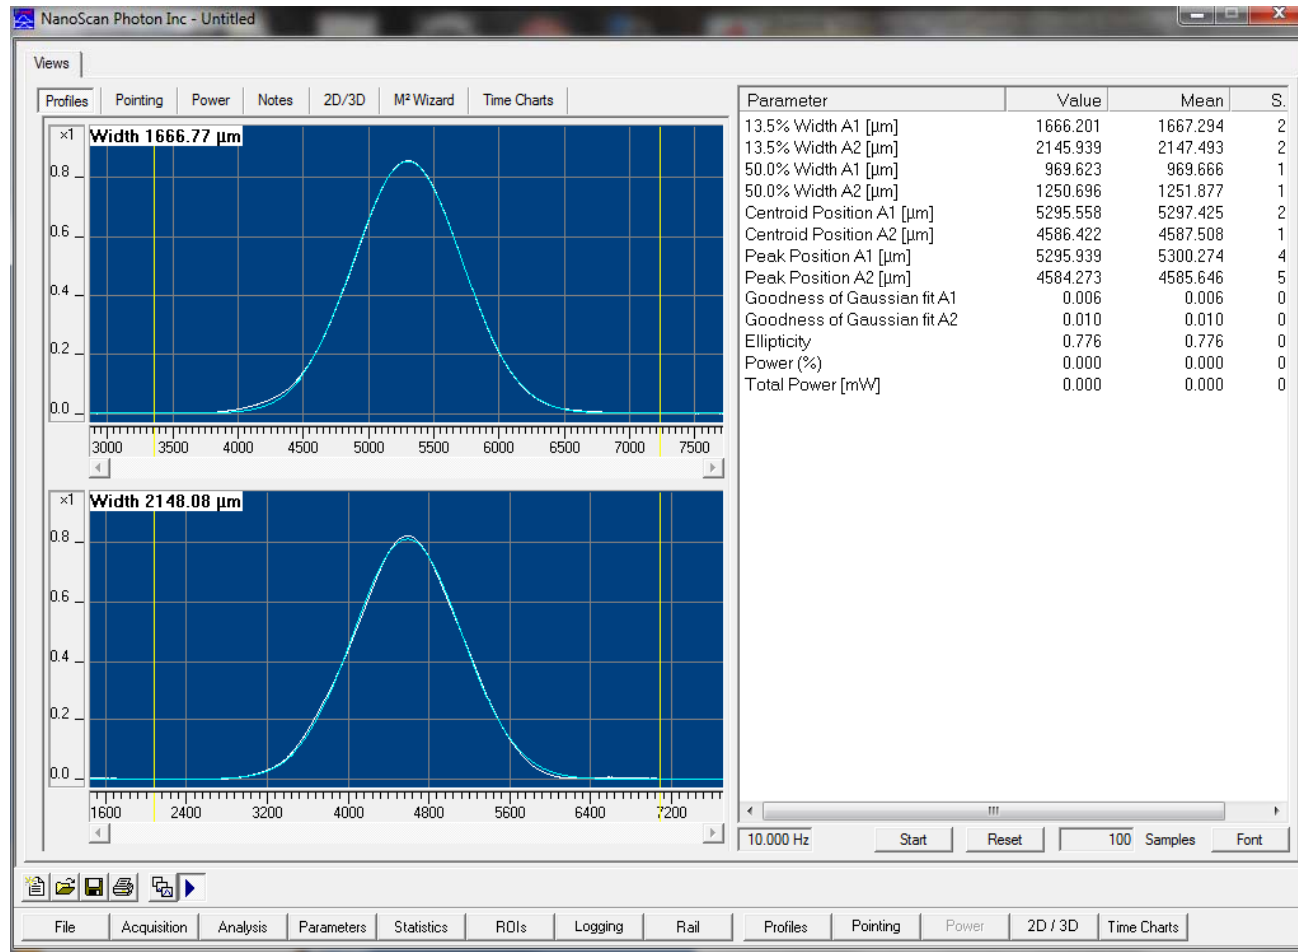 NanoScan Photon Inc - Untitled
Views
Profiles Pointing Power Notes 2D/3D M² Wizard Time Charts
×1 Width 1666.77 µm
0.8
0.6
0.4
0.2
0.0
3000 3500 4000 4500 5000 5500 6000 6500 7000 7500
×1 Width 2148.08 µm
0.8
0.6
0.4
0.2
0.0
1600 2400 3200 4000 4800 5600 6400 7200
Parameter Value Mean S.
13.5% Width A1 [µm] 1666.201 1667.294 2
13.5% Width A2 [µm] 2145.939 2147.493 2
50.0% Width A1 [µm] 969.623 969.666 1
50.0% Width A2 [µm] 1250.696 1251.877 1
Centroid Position A1 [µm] 5295.558 5297.425 2
Centroid Position A2 [µm] 4586.422 4587.508 1
Peak Position A1 [µm] 5295.939 5300.274 4
Peak Position A2 [µm] 4584.273 4585.646 5
Goodness of Gaussian fit A1 0.006 0.006 0
Goodness of Gaussian fit A2 0.010 0.010 0
Ellipticity 0.776 0.776 0
Power (%) 0.000 0.000 0
Total Power [mW] 0.000 0.000 0
10.000 Hz Start Reset 100 Samples Font
File Acquisition Analysis Parameters Statistics ROIs Logging Rail Profiles Pointing Power 2D / 3D Time Charts